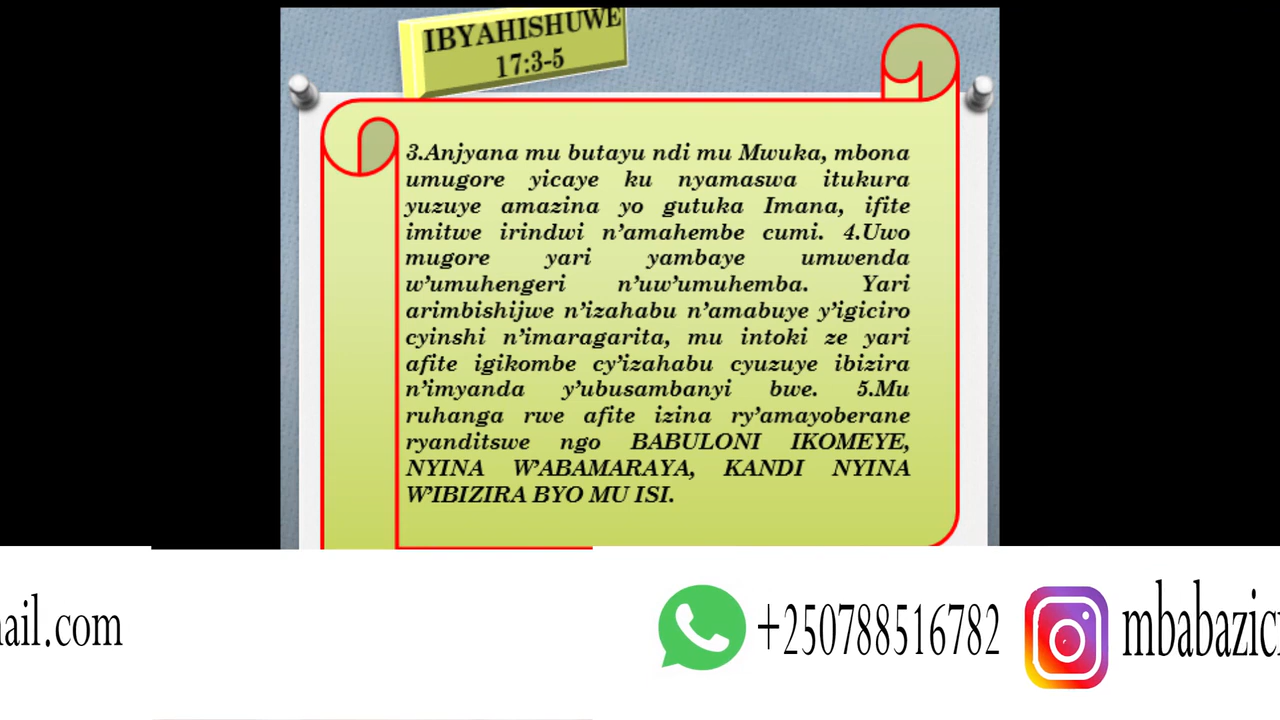 IBYAHISHUWE
17:3-5
3.Anjyana mu butayu ndi mu Mwuka, mbona
umugore yicaye ku nyamaswa itukura
yuzuye amazina yo gutuka Imana, ifite
imitwe irindwi n’amahembe cumi. 4.Uwo
mugore yari yambaye umwenda
w’umuhengeri n’uw’umuhemba. Yari
arimbishijwe n’izahabu n’amabuye y’igiciro
cyinshi n’imaragarita, mu intoki ze yari
afite igikombe cy’izahabu cyuzuye ibizira
n’imyanda y’ubusambanyi bwe. 5.Mu
ruhanga rwe afite izina ry’amayoberane
ryanditswe ngo BABULONI IKOMEYE,
NYINA W’ABAMARAYA, KANDI NYINA
W’IBIZIRA BYO MU ISI.
ail.com +250788516782 mbabazic